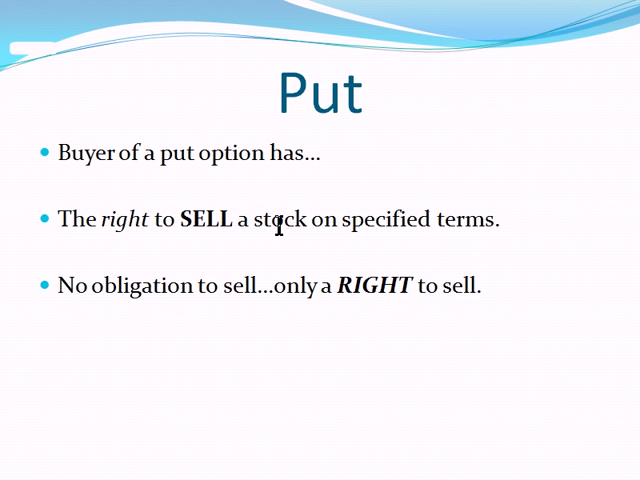 Put
• Buyer of a put option has...
• The right to SELL a stock on specified terms.
• No obligation to sell...only a RIGHT to sell.